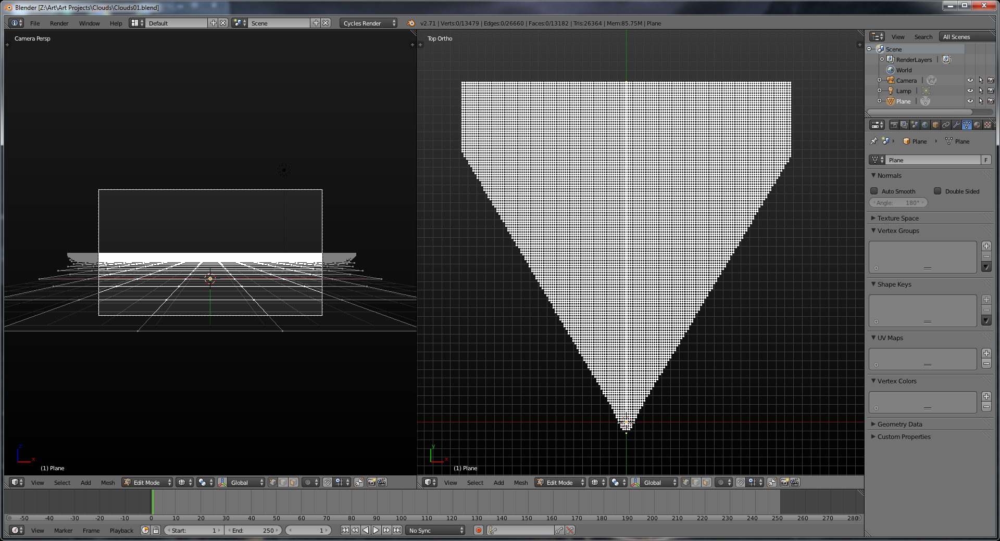 Blender [Z:\Art\Art Projects\Clouds\Clouds01.blend]
File Render Window Help Default Scene Cycles Render v2.71 | Verts:0/13479 | Edges:0/26660 | Faces:0/13182 | Tris:26364 | Mem:85.75M | Plane
Camera Persp
Top Ortho
View Search All Scenes
Scene
RenderLayers
World
Camera
Lamp
Plane
Plane Plane
Plane F
Normals
Auto Smooth Double Sided
Angle: 180°
Texture Space
Vertex Groups
Shape Keys
UV Maps
Vertex Colors
Geometry Data
Custom Properties
z
x
y
x
(1) Plane
(1) Plane
View Select Add Mesh Edit Mode Global
View Select Add Mesh Edit Mode Global
-50 -40 -30 -20 -10 0 10 20 30 40 50 60 70 80 90 100 110 120 130 140 150 160 170 180 190 200 210 220 230 240 250 260 270 280
View Marker Frame Playback Start: 1 End: 250 1 No Sync